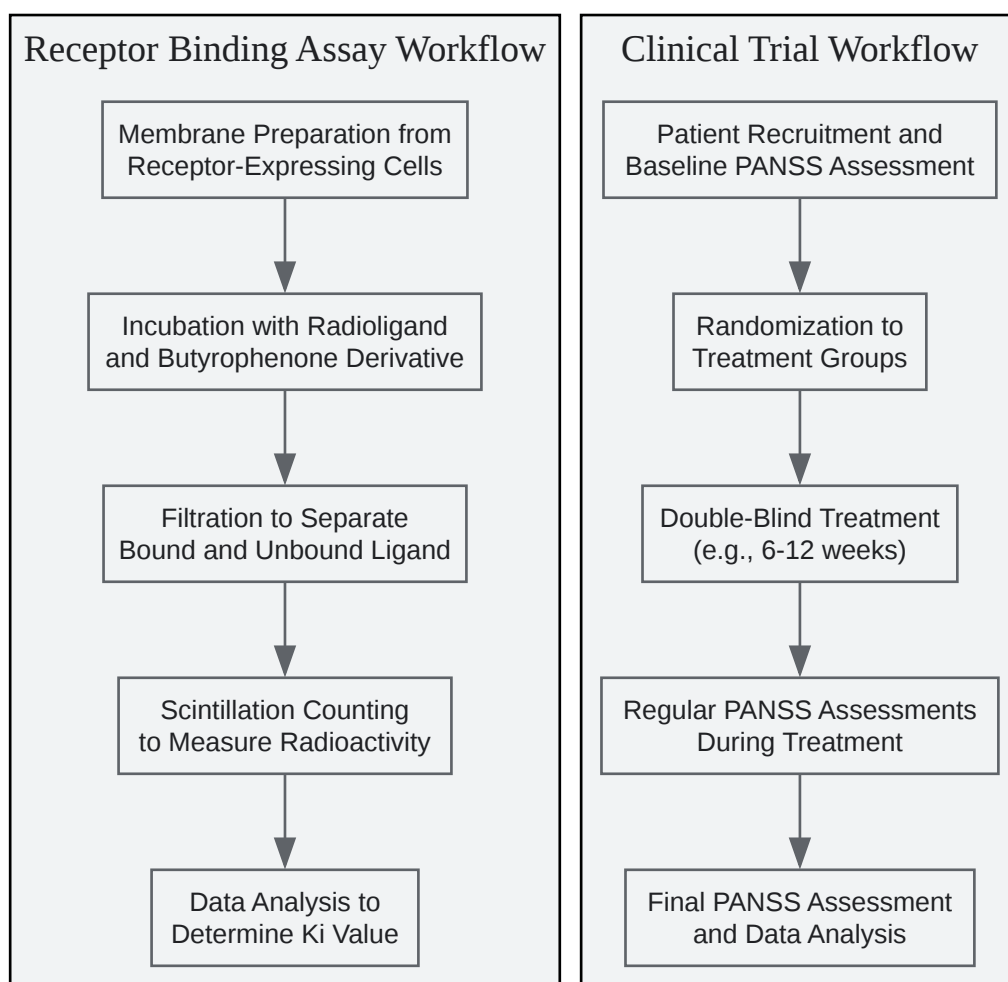 Receptor Binding Assay Workflow
Membrane Preparation from
Receptor-Expressing Cells
Incubation with Radioligand
and Butyrophenone Derivative
Filtration to Separate
Bound and Unbound Ligand
Scintillation Counting
to Measure Radioactivity
Data Analysis to
Determine Ki Value
Clinical Trial Workflow
Patient Recruitment and
Baseline PANSS Assessment
Randomization to
Treatment Groups
Double-Blind Treatment
(e.g., 6-12 weeks)
Regular PANSS Assessments
During Treatment
Final PANSS Assessment
and Data Analysis